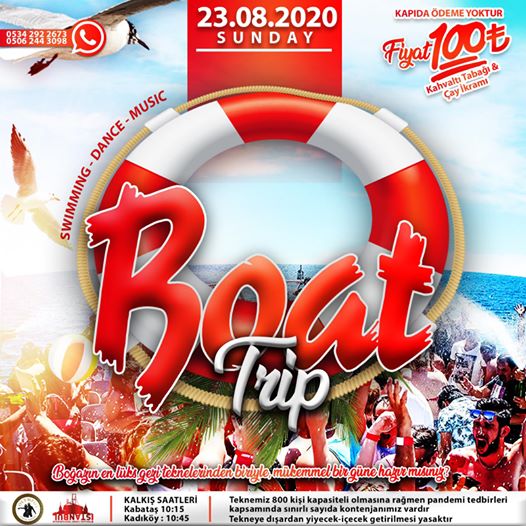 23.08.2020
SUNDAY
0534 292 2673
0506 244 3098
KAPIDA ÖDEME YOKTUR
Fiyat 100₺
Kahvaltı Tabağı &
Çay İkramı
SWIMMING - DANCE - MUSIC
Boat
Trip
Boğazın en lüks gezi teknelerinden biriyle, mükemmel bir güne hazır mısınız?
KALKIŞ SAATLERİ
Kabataş 10:15
Kadıköy : 10:45
Teknemiz 800 kişi kapasiteli olmasına rağmen pandemi tedbirleri
kapsamında sınırlı sayıda kontenjanımız vardır
Tekneye dışardan yiyecek-içecek getirilmesi yasaktır